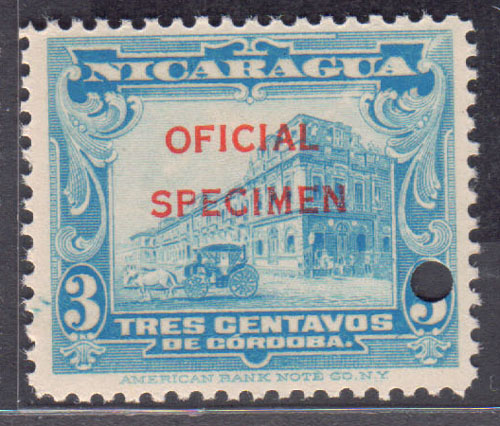 NICARAGUA
OFICIAL
SPECIMEN
3 3
TRES CENTAVOS
DE CÓRDOBA.
AMERICAN BANK NOTE CO. N.Y.